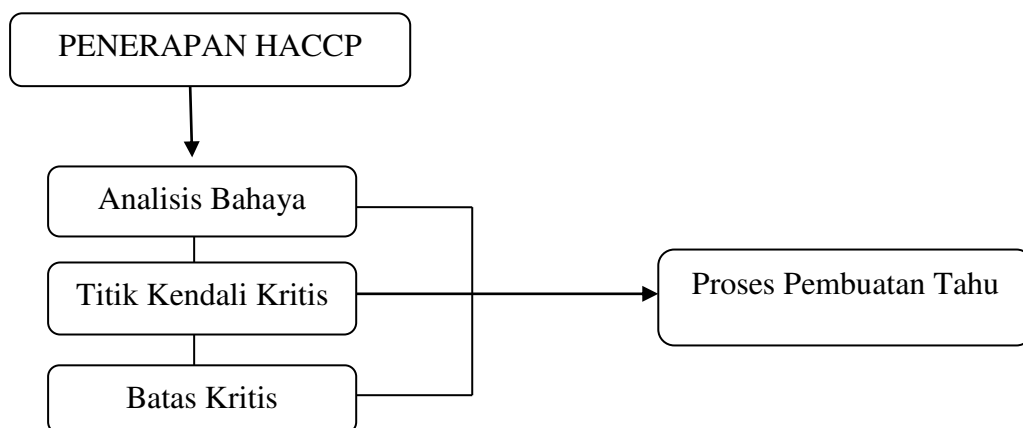 PENERAPAN HACCP
Analisis Bahaya
Titik Kendali Kritis
Proses Pembuatan Tahu
Batas Kritis